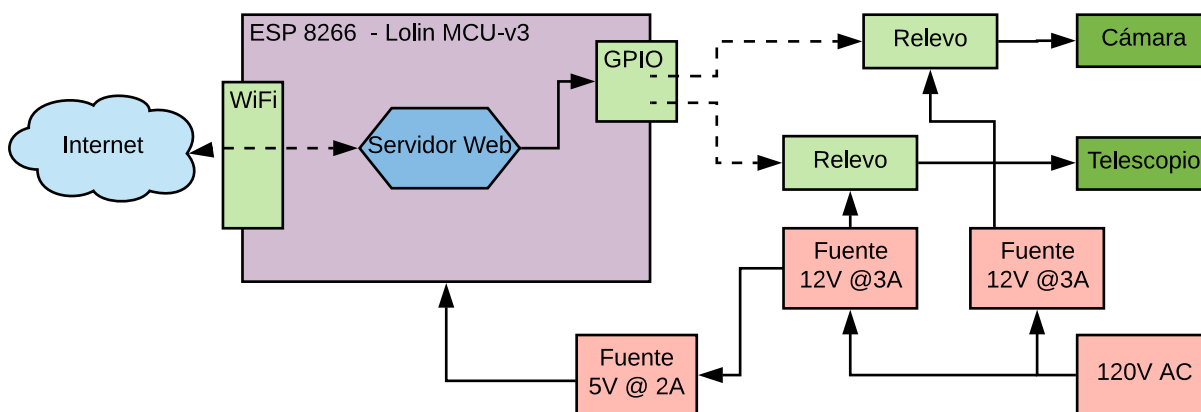 ESP 8266  - Lolin MCU-v3
GPIO
Relevo
Cámara
WiFi
Internet
Servidor Web
Relevo
Telescopio
Fuente
12V @3A
Fuente
12V @3A
Fuente
5V @ 2A
120V AC